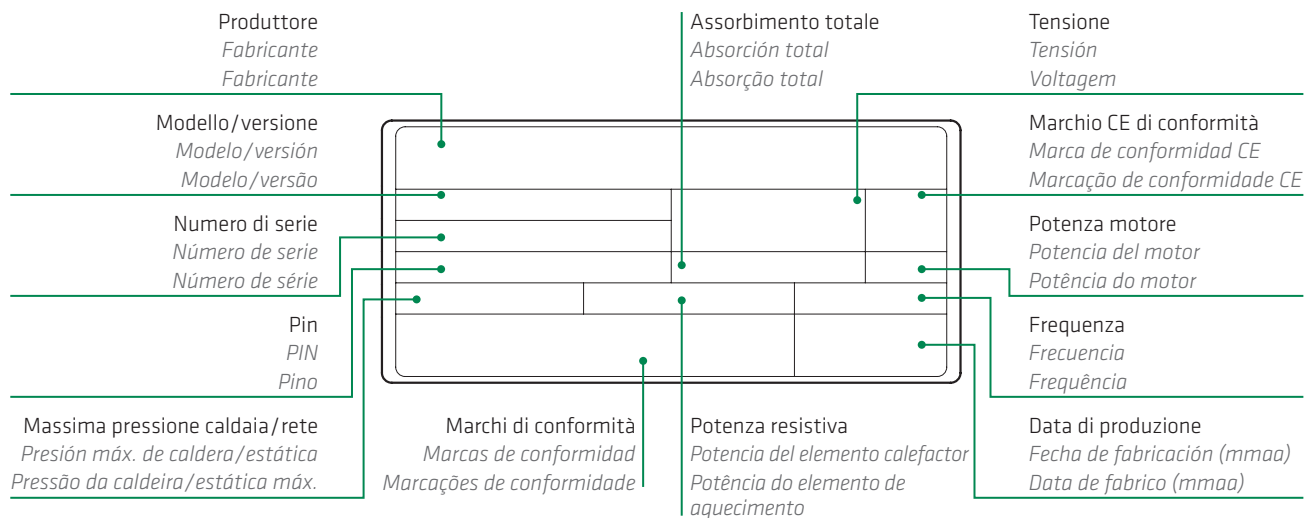 Produttore
Fabricante
Fabricante
Assorbimento totale
Absorción total
Absorção total
Tensione
Tensión
Voltagem
Modello/versione
Modelo/versión
Modelo/versão
Marchio CE di conformità
Marca de conformidad CE
Marcação de conformidade CE
Numero di serie
Número de serie
Número de série
Potenza motore
Potencia del motor
Potência do motor
Pin
PIN
Pino
Frequenza
Frecuencia
Frequência
Massima pressione caldaia/rete
Presión máx. de caldera/estática
Pressão da caldeira/estática máx.
Marchi di conformità
Marcas de conformidad
Marcações de conformidade
Potenza resistiva
Potencia del elemento calefactor
Potência do elemento de
aquecimento
Data di produzione
Fecha de fabricación (mmaa)
Data de fabrico (mmaa)